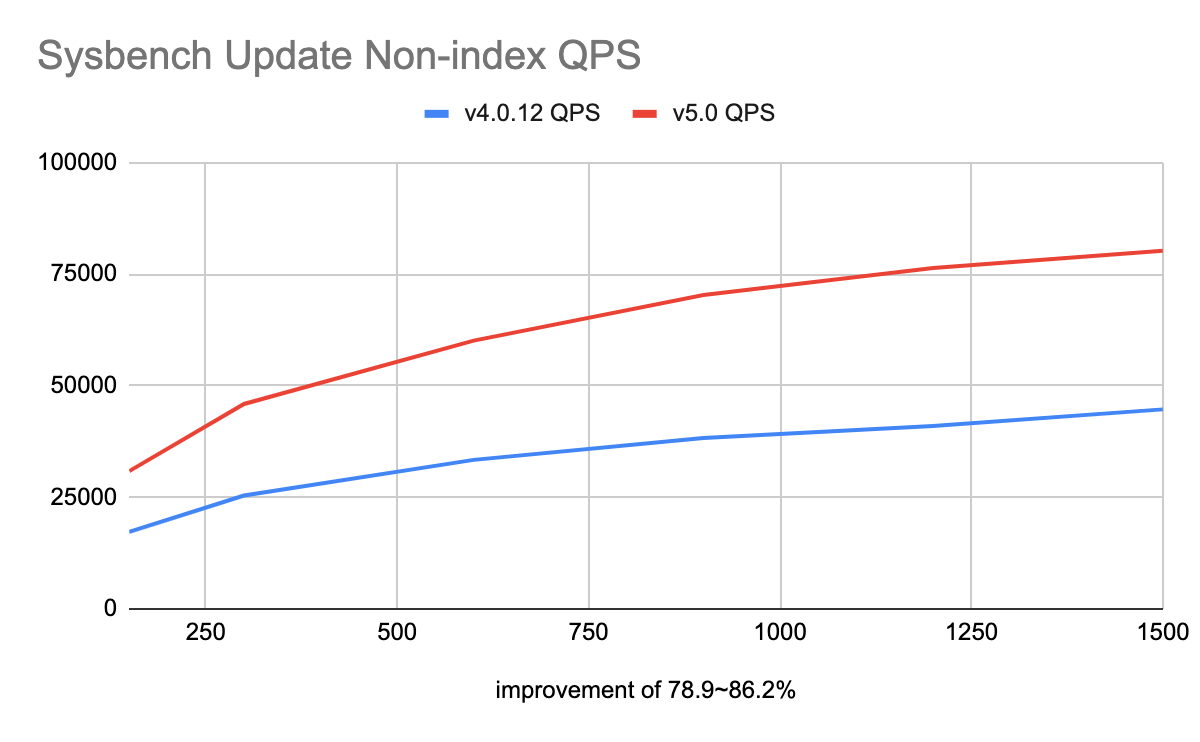 Sysbench Update Non-index QPS
v4.0.12 QPS v5.0 QPS
100000
75000
50000
25000
0
250 500 750 1000 1250 1500
improvement of 78.9~86.2%